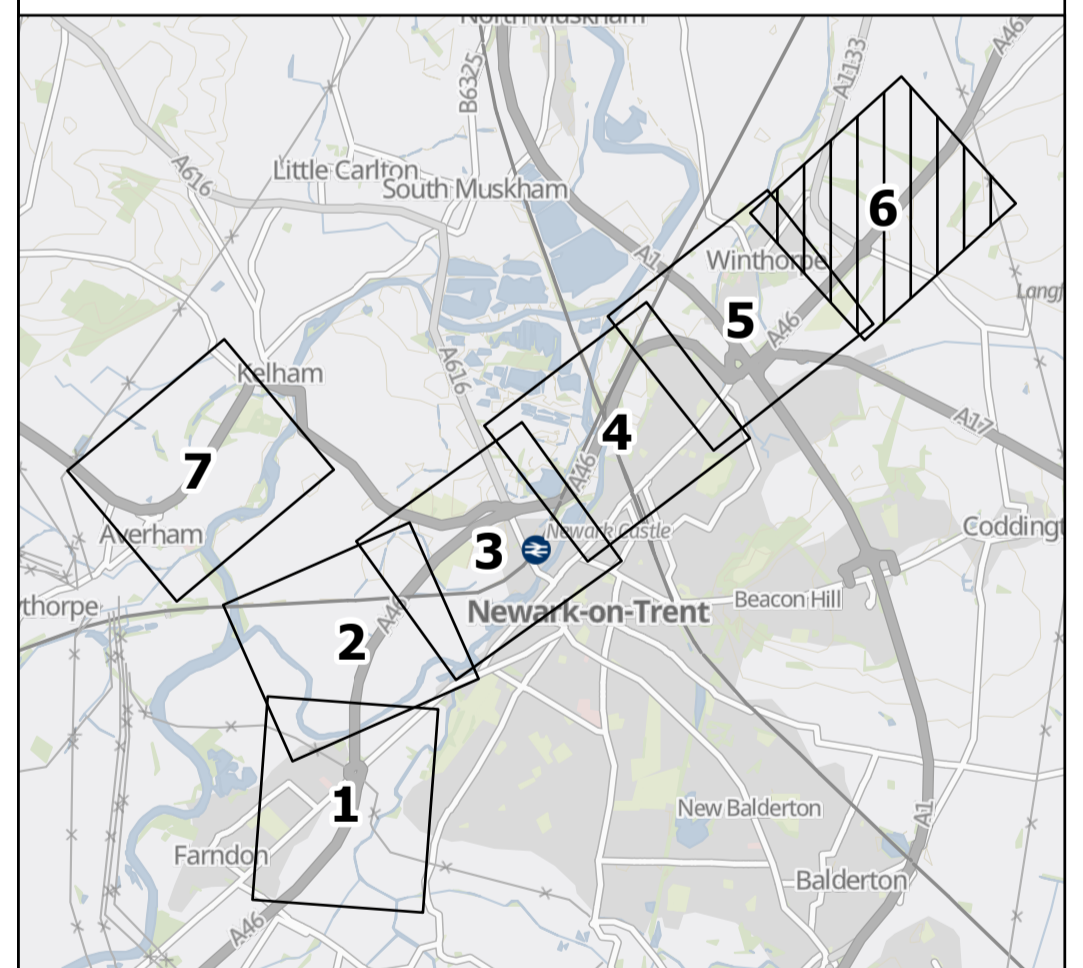 North Muskham
A46
A1133
B6325
A616
Little Carlton
South Muskham
6
A1
Winthorpe
Langf
5
A46
Kelham
A616
A17
4
7
A46
Averham
Newark Castle
Coddingt
3
thorpe
A46
Newark-on-Trent
Beacon Hill
2
1
New Balderton
A1
Farndon
Balderton
A46